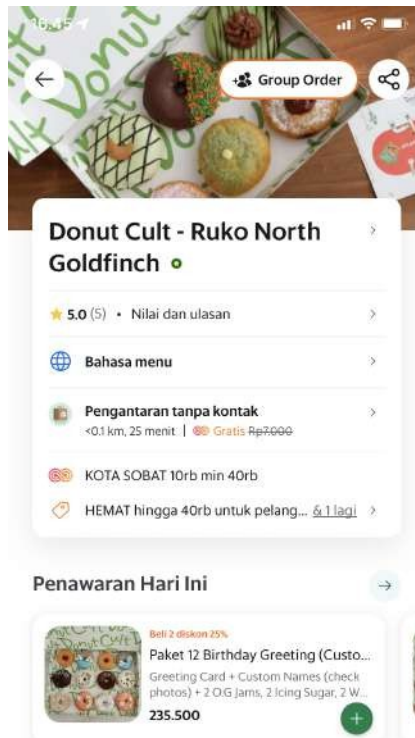 16.45
Group Order
Donut Cult - Ruko North
Goldfinch
5.0 (5) • Nilai dan ulasan
Bahasa menu
Pengantaran tanpa kontak
<0.1 km, 25 menit | Gratis Rp7.000
KOTA SOBAT 10rb min 40rb
HEMAT hingga 40rb untuk pelang... & 1 lagi
Penawaran Hari Ini
Beli 2 diskon 25%
Paket 12 Birthday Greeting (Custo...
Greeting Card + Custom Names (check
photos) + 2 O.G Jams, 2 Icing Sugar, 2 W...
235.500